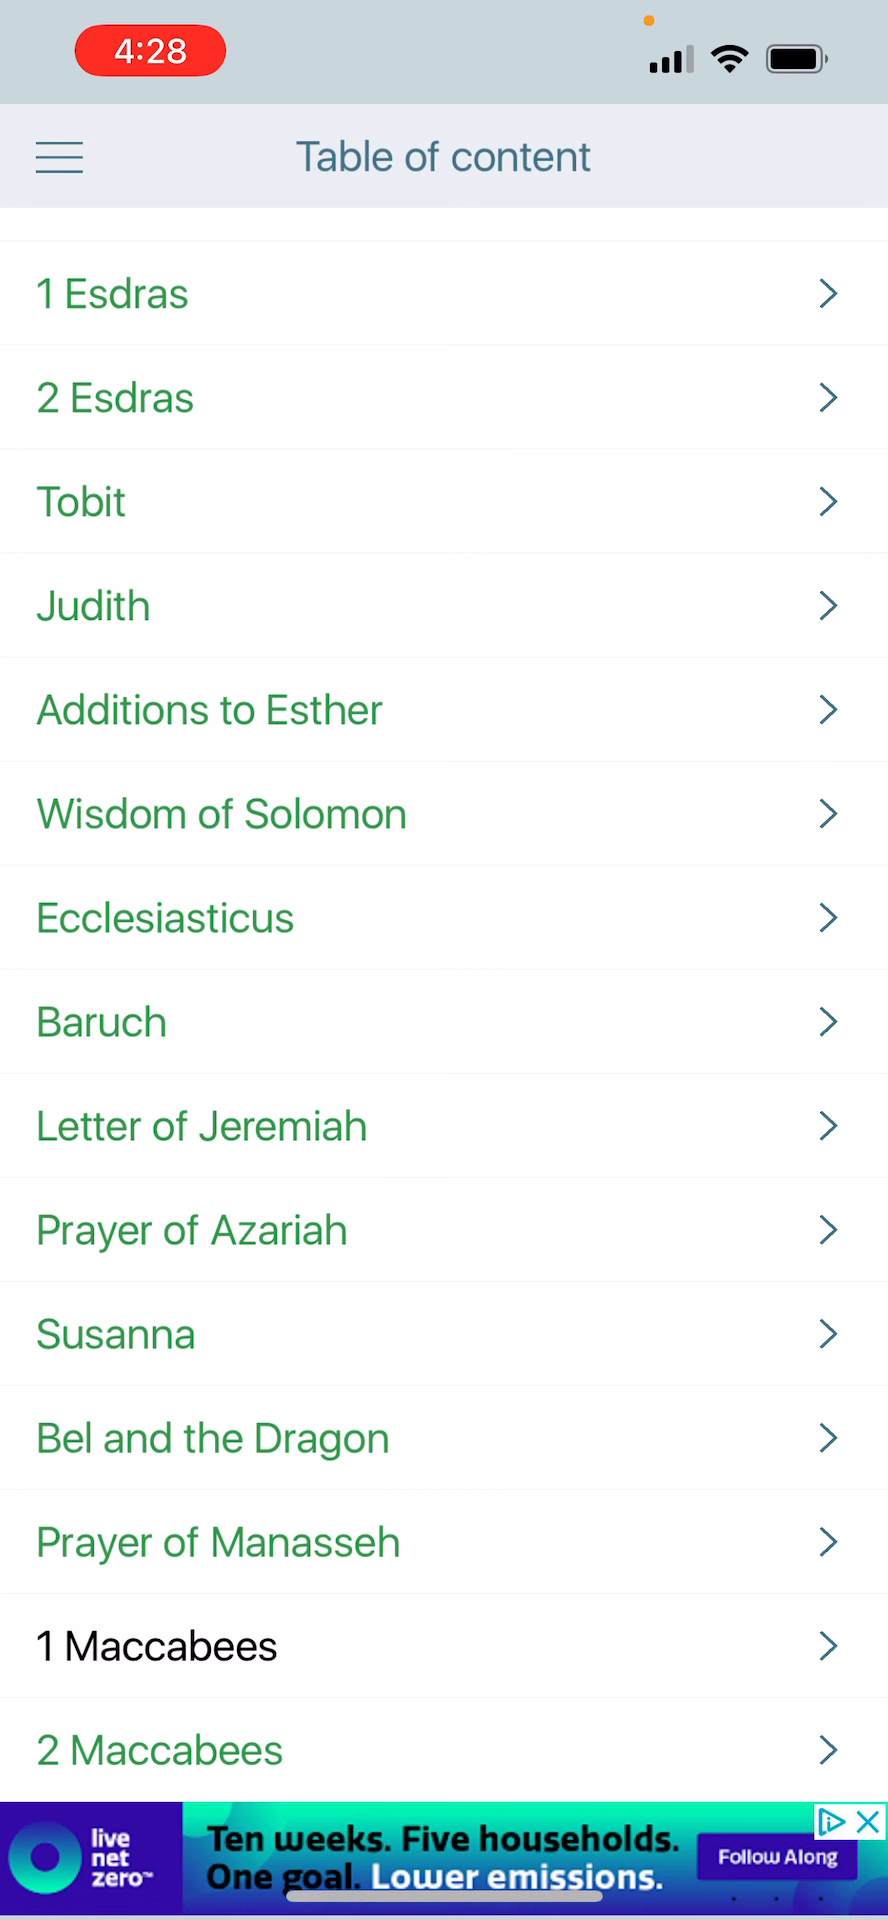 4:28
Table of content
1 Esdras
2 Esdras
Tobit
Judith
Additions to Esther
Wisdom of Solomon
Ecclesiasticus
Baruch
Letter of Jeremiah
Prayer of Azariah
Susanna
Bel and the Dragon
Prayer of Manasseh
1 Maccabees
2 Maccabees
live
net
zero™
Ten weeks. Five households.
One goal. Lower emissions.
Follow Along